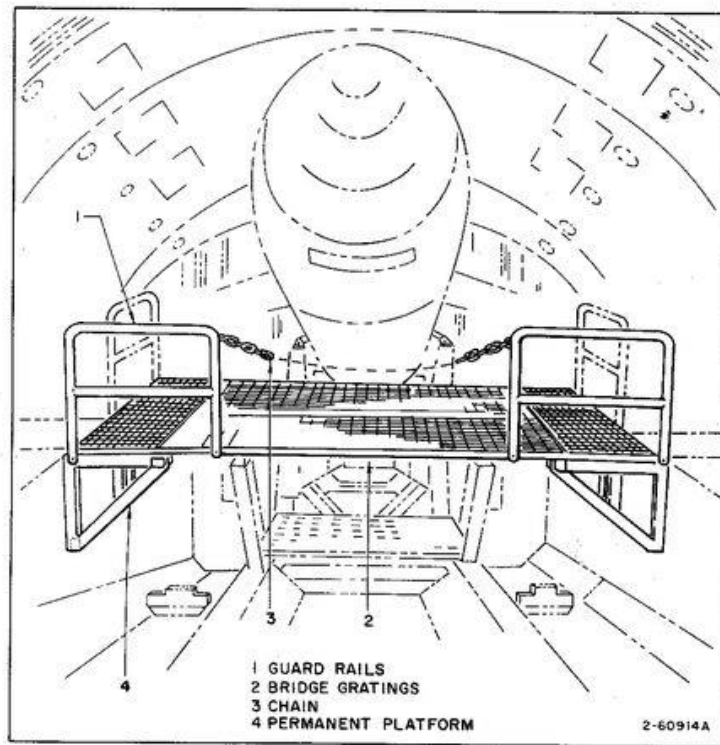 1
3
2
4
1 GUARD RAILS
2 BRIDGE GRATINGS
3 CHAIN
4 PERMANENT PLATFORM
2-60914A